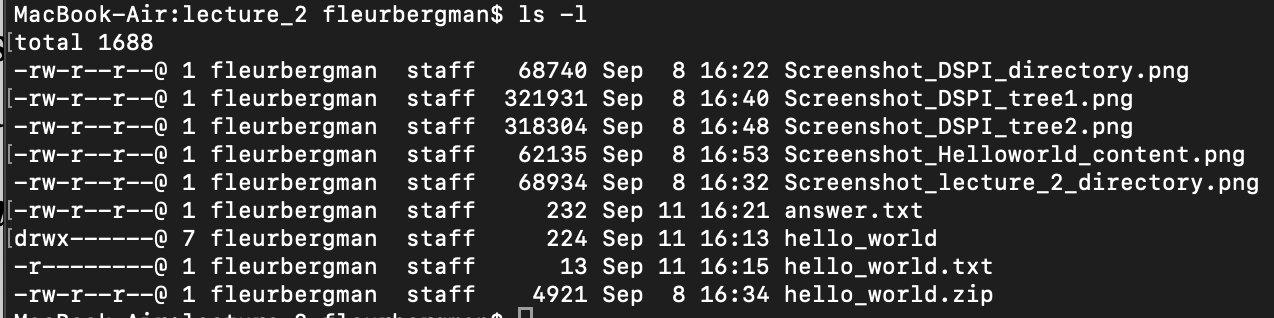 MacBook-Air:lecture_2 fleurbergman$ ls -l
[total 1688
-rw-r--r--@ 1 fleurbergman  staff   68740 Sep  8 16:22 Screenshot_DSPI_directory.png
[-rw-r--r--@ 1 fleurbergman  staff  321931 Sep  8 16:40 Screenshot_DSPI_tree1.png
-rw-r--r--@ 1 fleurbergman  staff  318304 Sep  8 16:48 Screenshot_DSPI_tree2.png
[-rw-r--r--@ 1 fleurbergman  staff   62135 Sep  8 16:53 Screenshot_Helloworld_content.png
-rw-r--r--@ 1 fleurbergman  staff   68934 Sep  8 16:32 Screenshot_lecture_2_directory.png
[-rw-r--r--@ 1 fleurbergman  staff     232 Sep 11 16:21 answer.txt
[drwx------@ 7 fleurbergman  staff     224 Sep 11 16:13 hello_world
-r--------@ 1 fleurbergman  staff      13 Sep 11 16:15 hello_world.txt
-rw-r--r--@ 1 fleurbergman  staff    4921 Sep  8 16:34 hello_world.zip
MacBook-Air:lecture_2 fleurbergman$